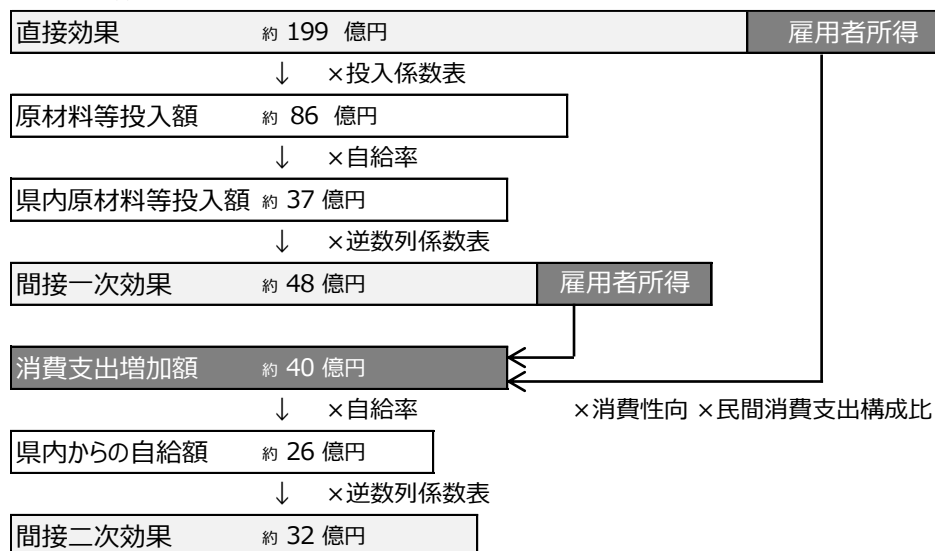 直接効果 約 199 億円 雇用者所得
↓ ×投入係数表
原材料等投入額 約 86 億円
↓ ×自給率
県内原材料等投入額 約 37 億円
↓ ×逆数列係数表
間接一次効果 約 48 億円 雇用者所得
消費支出増加額 約 40 億円
↓ ×自給率 ×消費性向 ×民間消費支出構成比
県内からの自給額 約 26 億円
↓ ×逆数列係数表
間接二次効果 約 32 億円